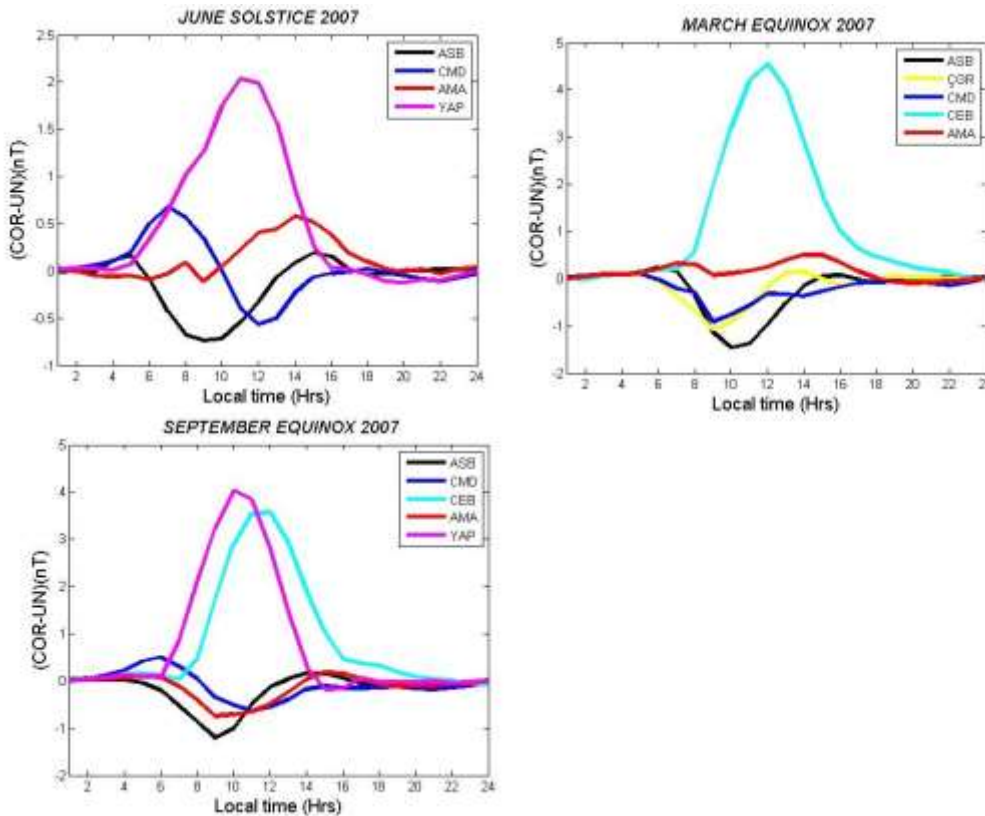 JUNE SOLSTICE 2007
2.5
2
1.5
1
0.5
0
-0.5
-1
(COR-UN)(nT)
ASB
CMD
AMA
YAP
2 4 6 8 10 12 14 16 18 20 22 24
Local time (Hrs)
MARCH EQUINOX 2007
5
4
3
2
1
0
-1
-2
(COR-UN)(nT)
ASB
ÇGR
CMD
CEB
AMA
2 4 6 8 10 12 14 16 18 20 22 24
Local time (Hrs)
SEPTEMBER EQUINOX 2007
5
4
3
2
1
0
-1
-2
(COR-UN)(nT)
ASB
CMD
CEB
AMA
YAP
2 4 6 8 10 12 14 16 18 20 22 24
Local time (Hrs)